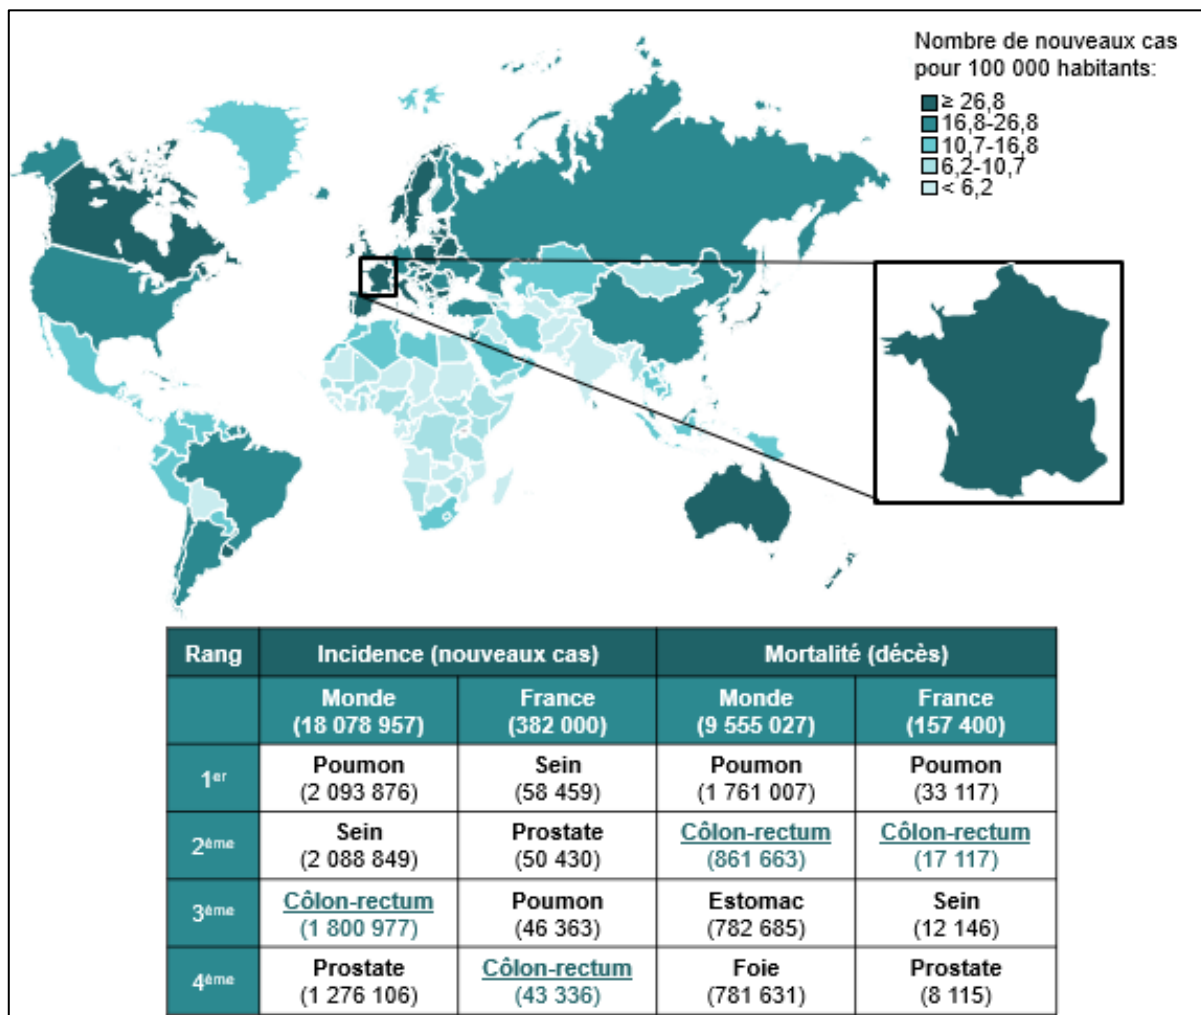 Nombre de nouveaux cas
pour 100 000 habitants:
≥ 26,8
16,8-26,8
10,7-16,8
6,2-10,7
< 6,2
Rang Incidence (nouveaux cas) Mortalité (décès)
Monde France Monde France
(18 078 957) (382 000) (9 555 027) (157 400)
1er Poumon Sein Poumon Poumon
(2 093 876) (58 459) (1 761 007) (33 117)
2ème Sein Prostate Côlon-rectum Côlon-rectum
(2 088 849) (50 430) (861 663) (17 117)
3ème Côlon-rectum Poumon Estomac Sein
(1 800 977) (46 363) (782 685) (12 146)
4ème Prostate Côlon-rectum Foie Prostate
(1 276 106) (43 336) (781 631) (8 115)